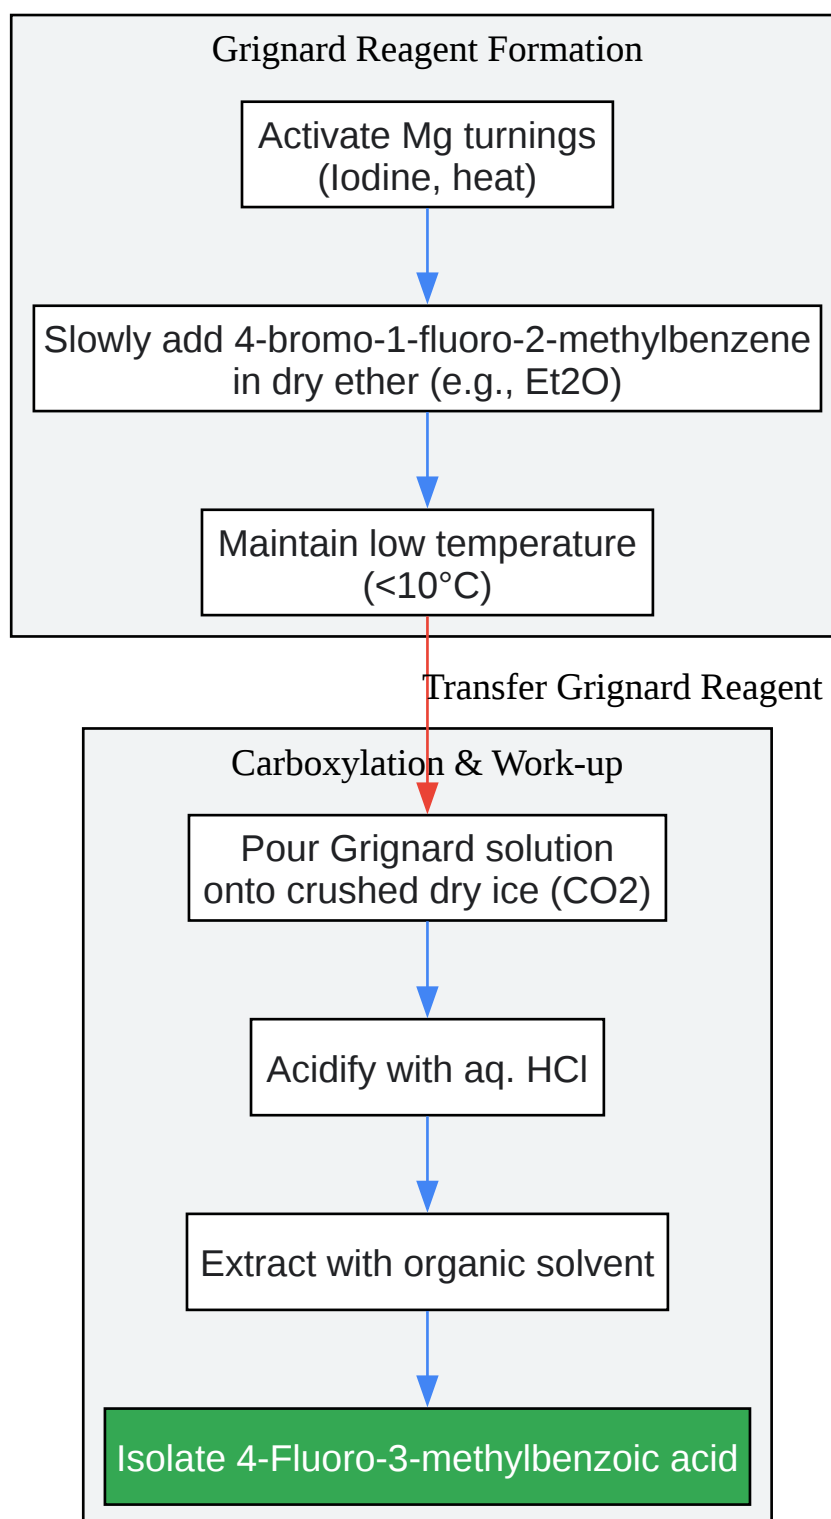 Grignard Reagent Formation
Activate Mg turnings
(Iodine, heat)
Slowly add 4-bromo-1-fluoro-2-methylbenzene
in dry ether (e.g., Et2O)
Maintain low temperature
(<10°C)
Transfer Grignard Reagent
Carboxylation & Work-up
Pour Grignard solution
onto crushed dry ice (CO2)
Acidify with aq. HCl
Extract with organic solvent
Isolate 4-Fluoro-3-methylbenzoic acid